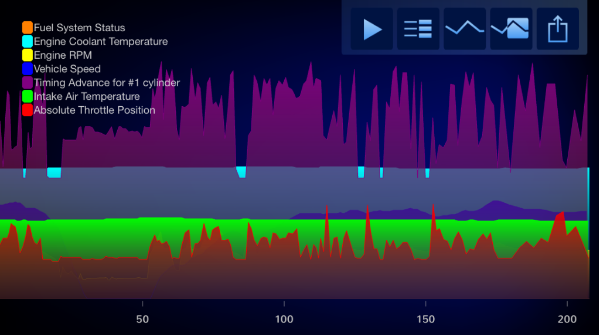 Fuel System Status
Engine Coolant Temperature
Engine RPM
Vehicle Speed
Timing Advance for #1 cylinder
Intake Air Temperature
Absolute Throttle Position
50
100
150
200